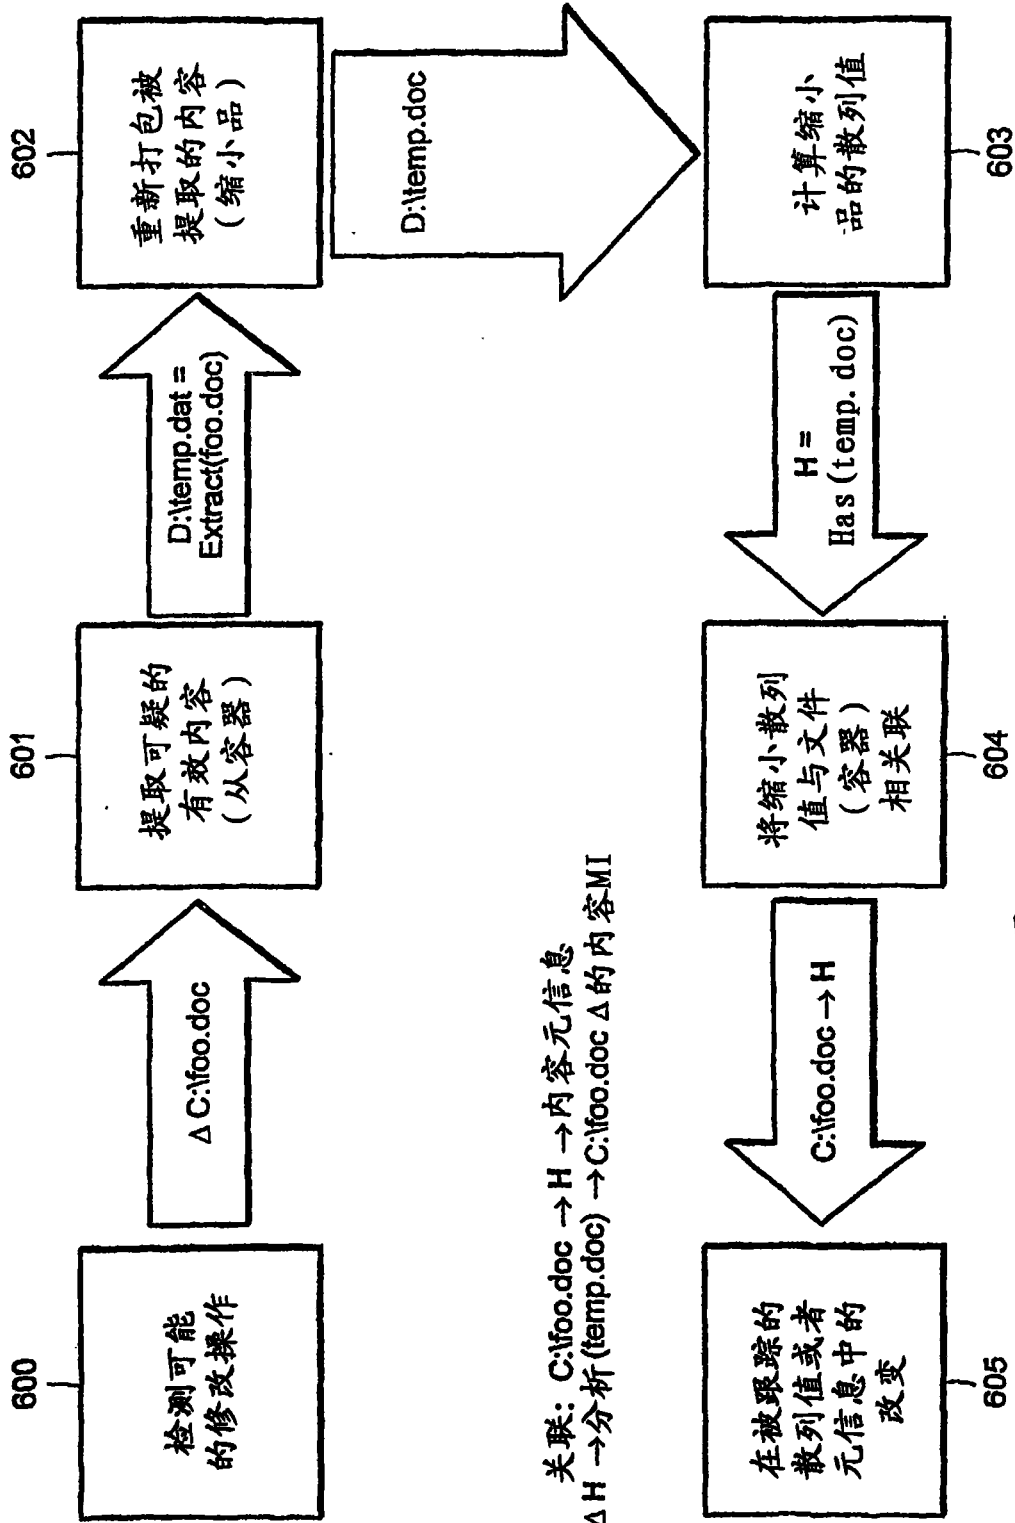 600
检测可能
的修改操作
Δ C:\foo.doc
601
提取可疑的
有效内容
(从容器)
D:\temp.dat =
Extract(foo.doc)
602
重新打包被
提取的内容
(缩小品)
D:\temp.doc
计算缩小
品的散列值
603
H =
Has(temp.doc)
将缩小散列
值与文件
(容器)
相关联
604
C:\foo.doc → H
在被跟踪的
散列值或者
元信息中的
改变
605
关联: C:\foo.doc → H → 内容元信息
Δ H → 分析(temp.doc) → C:\foo.doc Δ 的内容MI